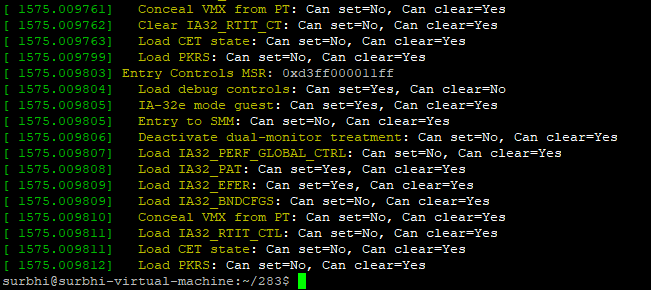 [ 1575.009761]   Conceal VMX from PT: Can set=No, Can clear=Yes
[ 1575.009762]   Clear IA32_RTIT_CT: Can set=No, Can clear=Yes
[ 1575.009763]   Load CET state: Can set=No, Can clear=Yes
[ 1575.009799]   Load PKRS: Can set=No, Can clear=Yes
[ 1575.009803] Entry Controls MSR: 0xd3ff000011ff
[ 1575.009804]   Load debug controls: Can set=Yes, Can clear=No
[ 1575.009805]   IA-32e mode guest: Can set=Yes, Can clear=Yes
[ 1575.009805]   Entry to SMM: Can set=No, Can clear=Yes
[ 1575.009806]   Deactivate dual-monitor treatment: Can set=No, Can clear=Yes
[ 1575.009807]   Load IA32_PERF_GLOBAL_CTRL: Can set=No, Can clear=Yes
[ 1575.009808]   Load IA32_PAT: Can set=Yes, Can clear=Yes
[ 1575.009809]   Load IA32_EFER: Can set=Yes, Can clear=Yes
[ 1575.009809]   Load IA32_BNDCFGS: Can set=No, Can clear=Yes
[ 1575.009810]   Conceal VMX from PT: Can set=No, Can clear=Yes
[ 1575.009811]   Load IA32_RTIT_CTL: Can set=No, Can clear=Yes
[ 1575.009811]   Load CET state: Can set=No, Can clear=Yes
[ 1575.009812]   Load PKRS: Can set=No, Can clear=Yes
surbhi@surbhi-virtual-machine:~/283$